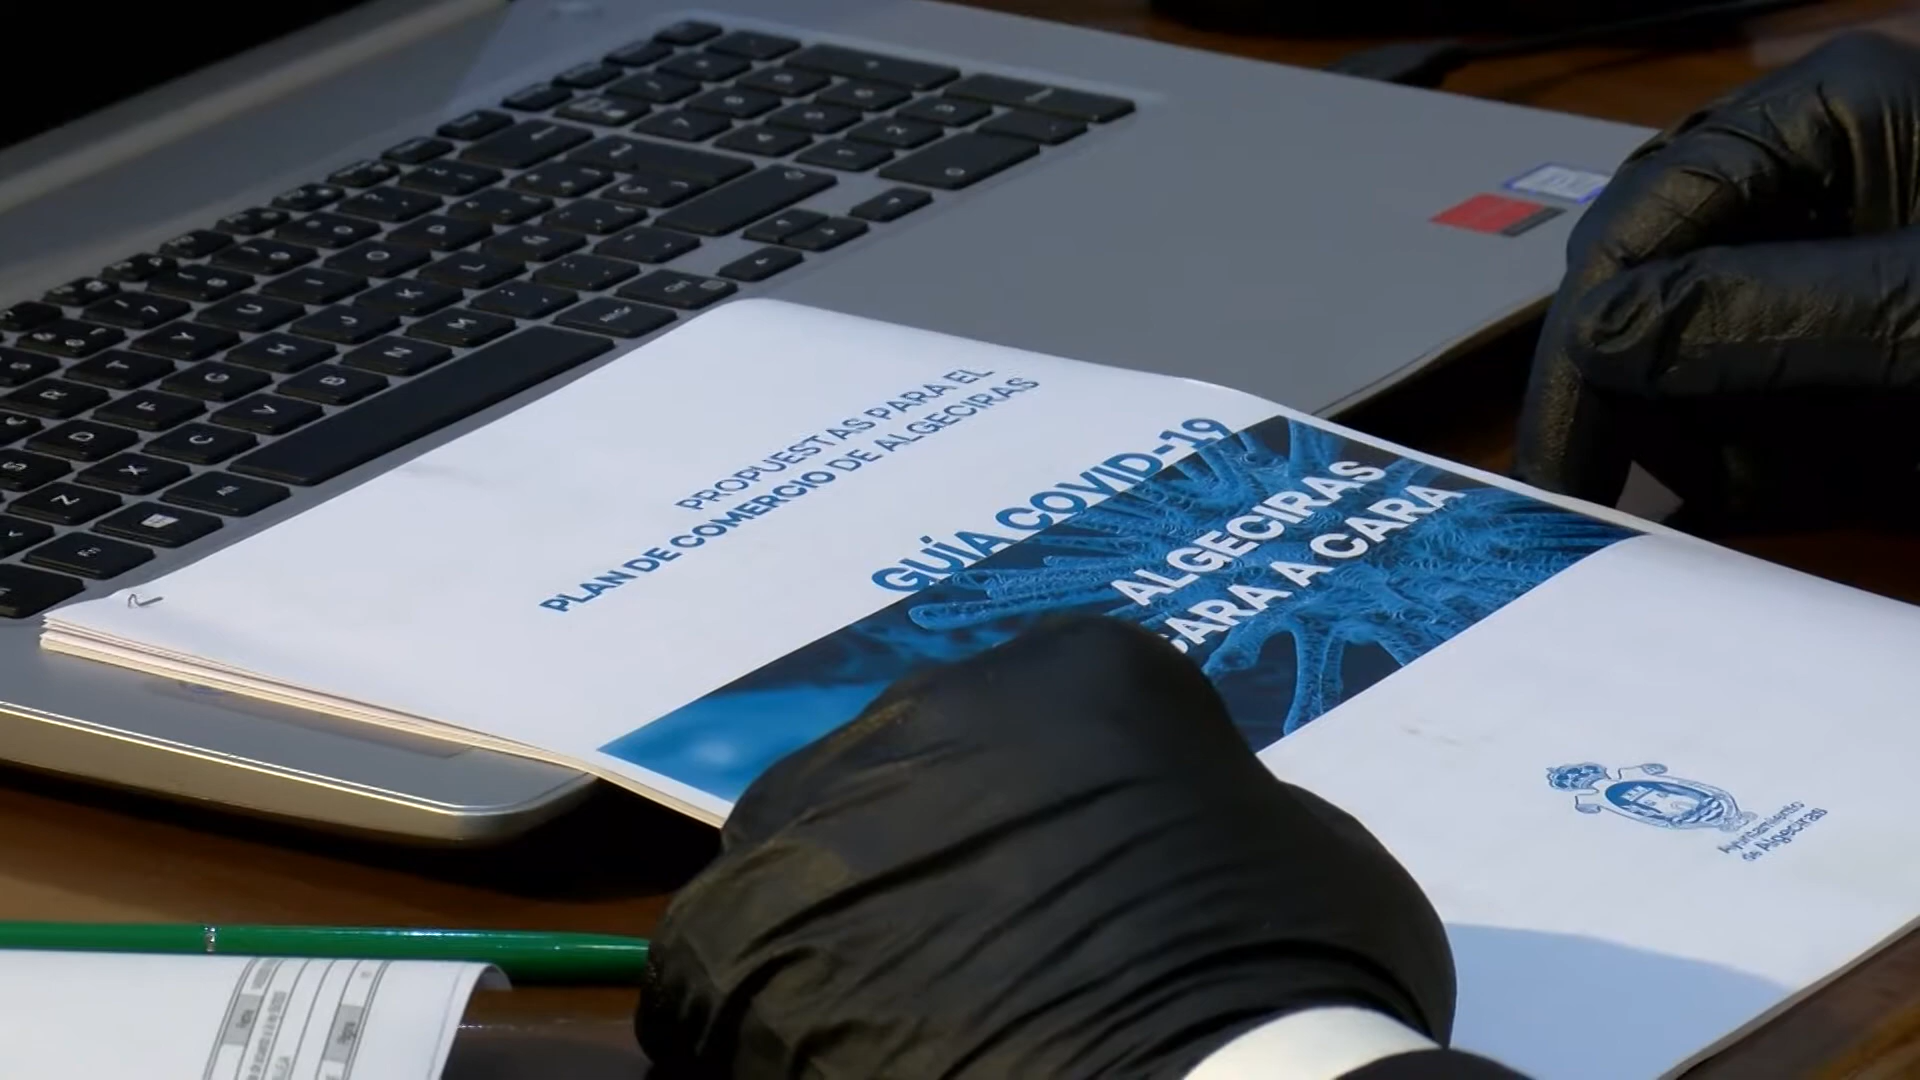 PROPUESTAS PARA EL
PLAN DE COMERCIO DE ALGECIRAS
GUÍA COVID-19
ALGECIRAS
CARA A CARA
Ayuntamiento
de Algeciras